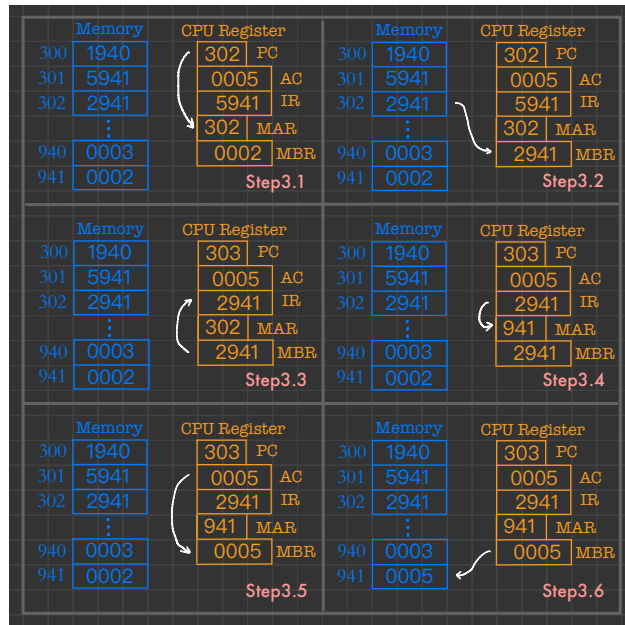 Memory CPU Register
300 1940 302 PC
301 5941 0005 AC
302 2941 5941 IR
302 MAR
940 0003 0002 MBR
941 0002
Step3.1
Memory CPU Register
300 1940 302 PC
301 5941 0005 AC
302 2941 5941 IR
302 MAR
940 0003 2941 MBR
941 0002
Step3.2
Memory CPU Register
300 1940 303 PC
301 5941 0005 AC
302 2941 2941 IR
302 MAR
940 0003 2941 MBR
941 0002
Step3.3
Memory CPU Register
300 1940 303 PC
301 5941 0005 AC
302 2941 2941 IR
941 MAR
940 0003 2941 MBR
941 0002
Step3.4
Memory CPU Register
300 1940 303 PC
301 5941 0005 AC
302 2941 2941 IR
941 MAR
940 0003 0005 MBR
941 0002
Step3.5
Memory CPU Register
300 1940 303 PC
301 5941 0005 AC
302 2941 2941 IR
941 MAR
940 0003 0005 MBR
941 0005
Step3.6